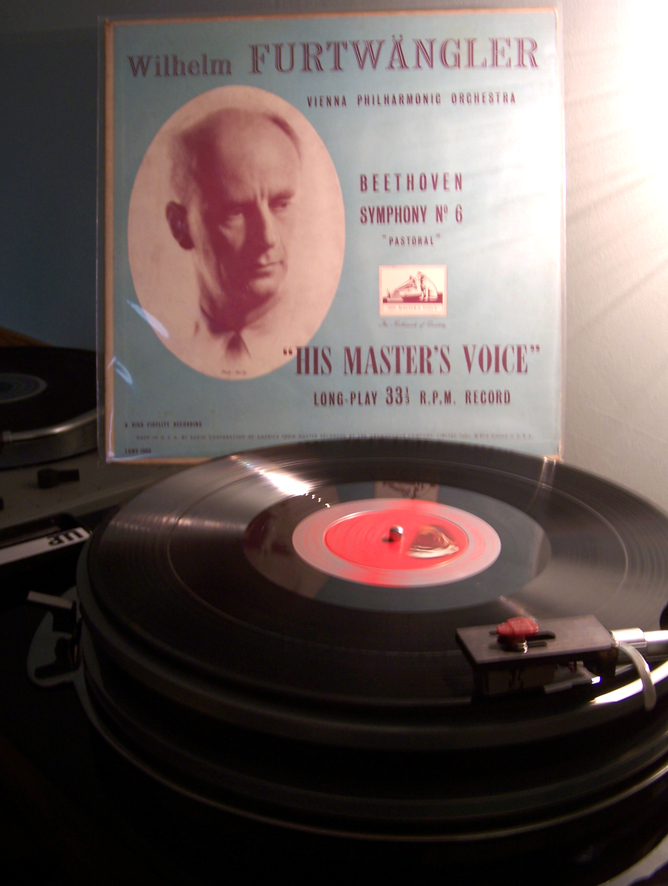 Wilhelm FURTWÄNGLER
VIENNA PHILHARMONIC ORCHESTRA
BEETHOVEN
SYMPHONY Nº 6
"PASTORAL"
"HIS MASTER'S VOICE"
LONG-PLAY 33⅓ R.P.M. RECORD
A HIGH FIDELITY RECORDING
UP